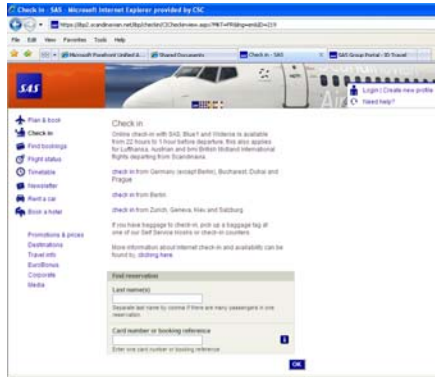 Check In - SAS - Microsoft Internet Explorer provided by CSC
File Edit View Favorites Tools Help
Shared Documents
Check In - SAS
SAS Group Portal
SAS
Login | Create new profile
Need help?
Plan & book
Check in
Find bookings
Flight status
Timetable
Newsletter
Rent a car
Book a hotel
Promotions & prices
Destinations
Travel info
EuroBonus
Corporate
Media
Check in
Online check-in with SAS, Blue1 and Widerøe is available
from 22 hours to 1 hour before departure, this also applies
for Lufthansa, Austrian and bmi British Midland international
flights departing from Scandinavia.
check in from Germany (except Berlin), Bucharest, Dubai and
Prague
check in from Berlin
check in from Zurich, Geneva, Kiev and Salzburg
If you have baggage to check-in, pick up a baggage tag at
one of our Self Service kiosks or check-in counters.
More information about Internet check-in and availability can be
found by, clicking here
Find reservation
Last name(s)
Separate last name by comma if there are many passengers in one
reservation.
Card number or booking reference
Enter one card number or booking reference
OK